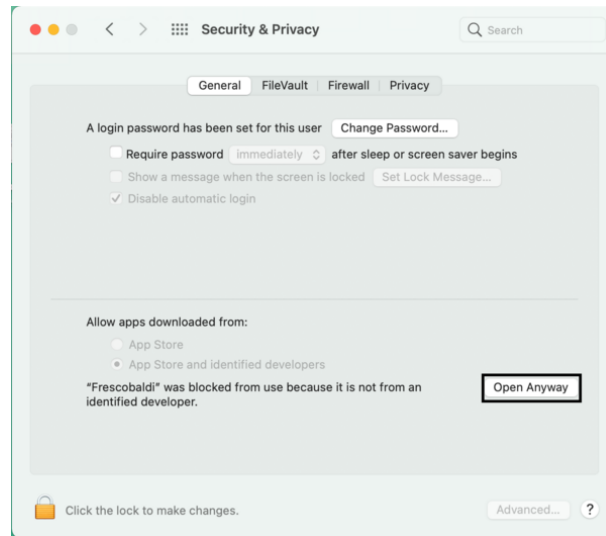 Security & Privacy
Search
General
FileVault
Firewall
Privacy
A login password has been set for this user
Change Password...
Require password
immediately
after sleep or screen saver begins
Show a message when the screen is locked
Set Lock Message...
Disable automatic login
Allow apps downloaded from:
App Store
App Store and identified developers
“Frescobaldi” was blocked from use because it is not from an
identified developer.
Open Anyway
Click the lock to make changes.
Advanced...
?